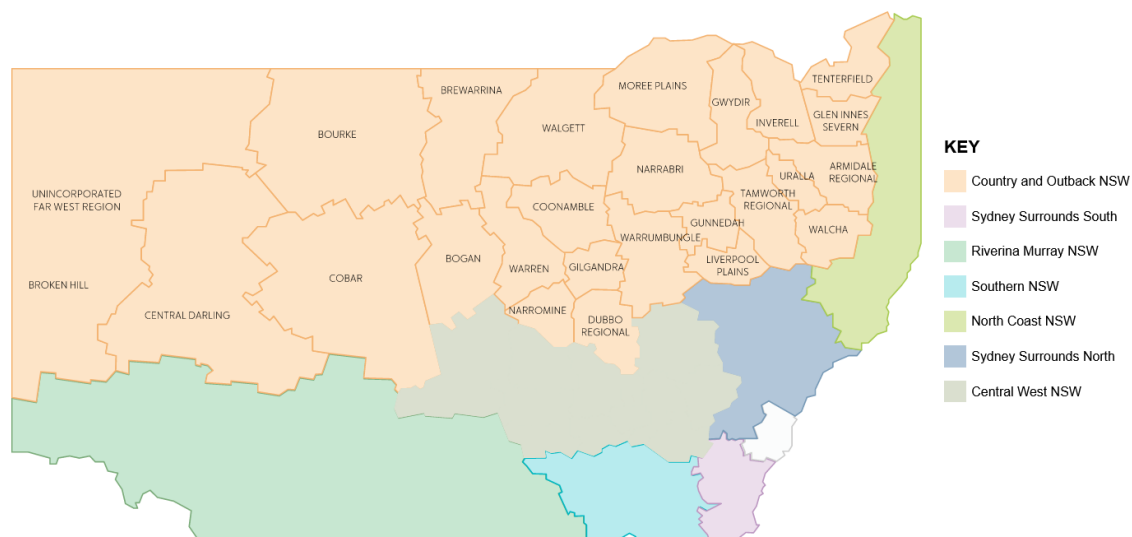 TENTERFIELD
MOREE PLAINS
BREWARRINA
GWYDIR
GLEN INNES
SEVERN
INVERELL
WALGETT
BOURKE
NARRABRI
ARMIDALE
REGIONAL
URALLA
UNINCORPORATED
FAR WEST REGION
TAMWORTH
REGIONAL
COONAMBLE
GUNNEDAH
WALCHA
WARRUMBUNGLE
BOGAN
LIVERPOOL
PLAINS
WARREN
GILGANDRA
COBAR
BROKEN HILL
NARROMINE
CENTRAL DARLING
DUBBO
REGIONAL
KEY
Country and Outback NSW
Sydney Surrounds South
Riverina Murray NSW
Southern NSW
North Coast NSW
Sydney Surrounds North
Central West NSW